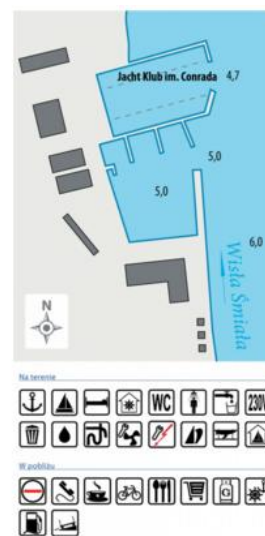 Jacht Klub im. Conrada 4,7
5,0
5,0
6,0
Wisła Śmiała
N
Na terenie
WC
230V
W pobliżu
G